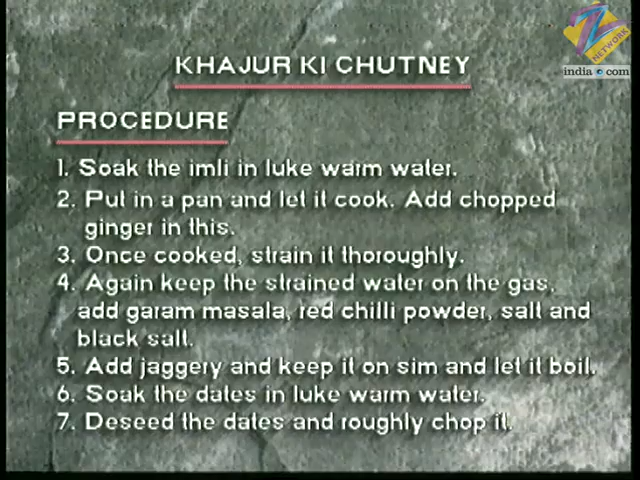 Z
NETWORK
india.com
KHAJUR KI CHUTNEY
PROCEDURE
1. Soak the imli in luke warm water.
2. Put in a pan and let it cook. Add chopped
ginger in this.
3. Once cooked, strain it thoroughly.
4. Again keep the strained water on the gas,
add garam masala, red chilli powder, salt and
black salt.
5. Add jaggery and keep it on sim and let it boil.
6. Soak the dates in luke warm water.
7. Deseed the dates and roughly chop it.